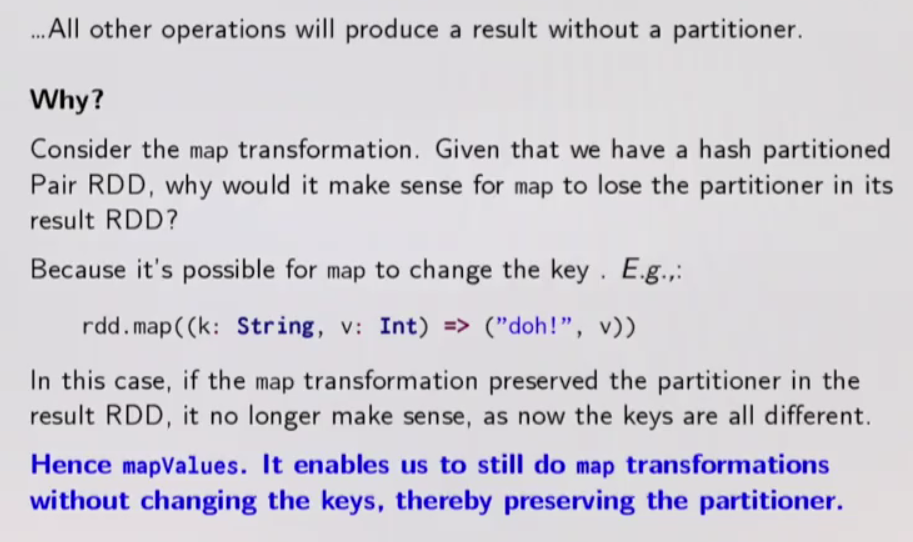 ...All other operations will produce a result without a partitioner.
Why?
Consider the map transformation. Given that we have a hash partitioned
Pair RDD, why would it make sense for map to lose the partitioner in its
result RDD?
Because it's possible for map to change the key . E.g.,:
rdd.map((k: String, v: Int) => ("doh!", v))
In this case, if the map transformation preserved the partitioner in the
result RDD, it no longer make sense, as now the keys are all different.
Hence mapValues. It enables us to still do map transformations
without changing the keys, thereby preserving the partitioner.